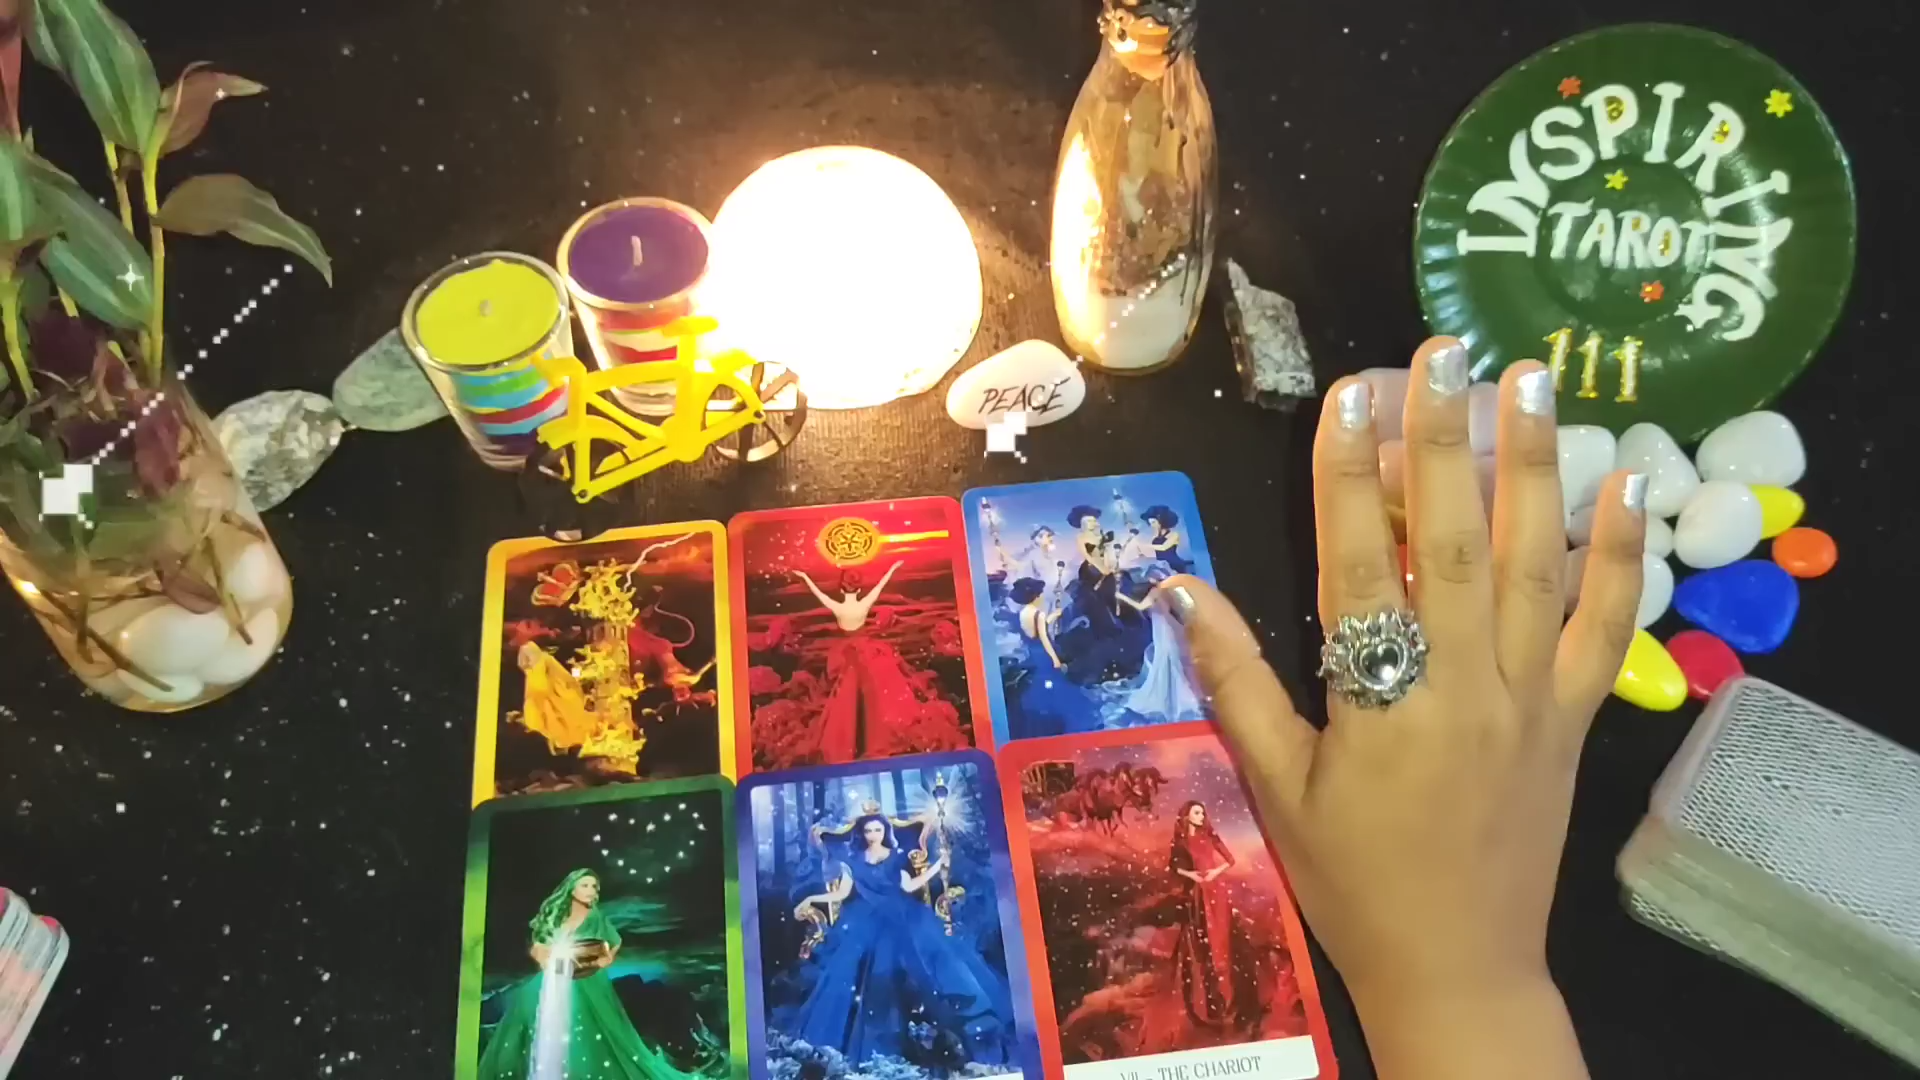 INSPIRING
TAROT
111
PEACE
VII - THE CHARIOT